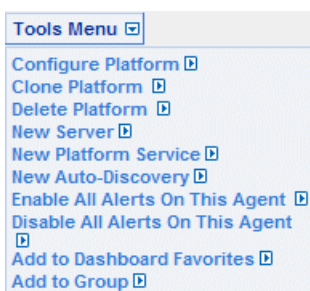 Tools Menu
Configure Platform
Clone Platform
Delete Platform
New Server
New Platform Service
New Auto-Discovery
Enable All Alerts On This Agent
Disable All Alerts On This Agent
Add to Dashboard Favorites
Add to Group